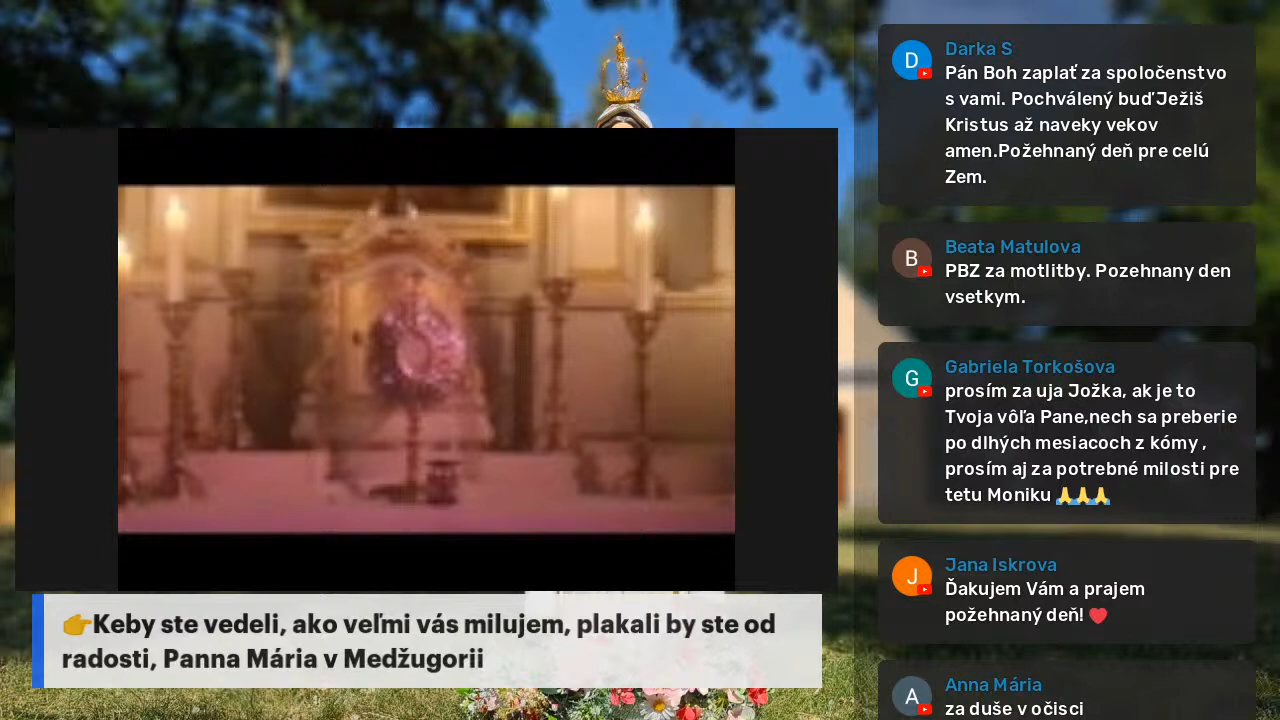 👉Keby ste vedeli, ako veľmi vás milujem, plakali by ste od
radosti, Panna Mária v Medžugorii
D
Darka S
Pán Boh zaplať za spoločenstvo
s vami. Pochválený buď Ježiš
Kristus až naveky vekov
amen.Požehnaný deň pre celú
Zem.
B
Beata Matulova
PBZ za motlitby. Pozehnany den
vsetkym.
G
Gabriela Torkošova
prosím za uja Jožka, ak je to
Tvoja vôľa Pane,nech sa preberie
po dlhých mesiacoch z kómy ,
prosím aj za potrebné milosti pre
tetu Moniku 🙏🙏🙏
J
Jana Iskrova
Ďakujem Vám a prajem
požehnaný deň! ❤️
A
Anna Mária
za duše v očisci